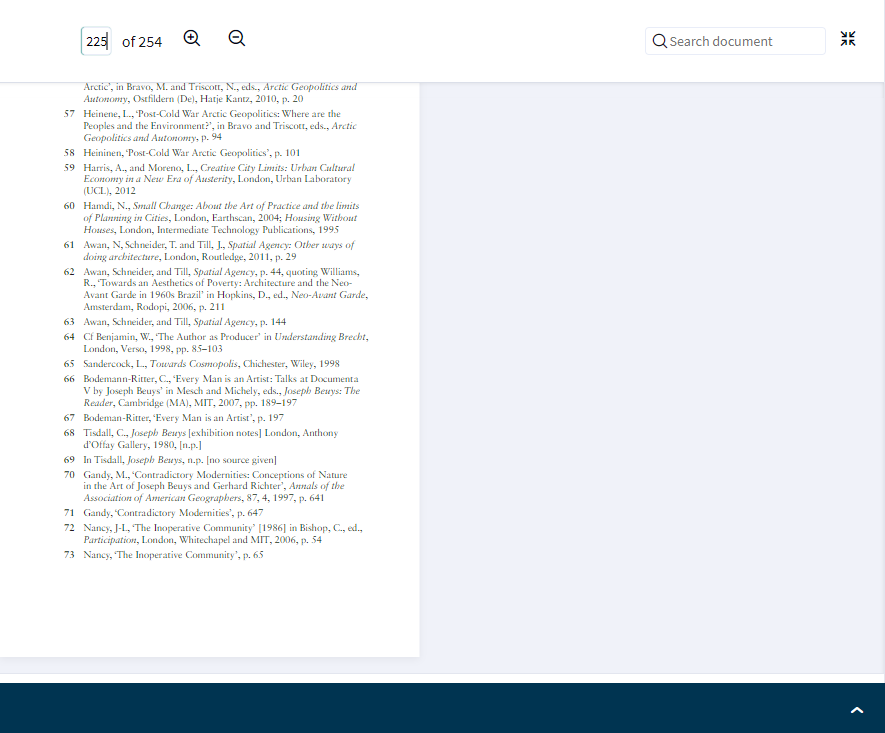 225 of 254
Search document
Arctic', in Bravo, M. and Triscott, N., eds., Arctic Geopolitics and
Autonomy, Ostfildern (De), Hatje Kantz, 2010, p. 20
57 Heinene, L., 'Post-Cold War Arctic Geopolitics: Where are the
Peoples and the Environment?', in Bravo and Triscott, eds., Arctic
Geopolitics and Autonomy, p. 94
58 Heininen, 'Post-Cold War Arctic Geopolitics', p. 101
59 Harris, A., and Moreno, L., Creative City Limits: Urban Cultural
Economy in a New Era of Austerity, London, Urban Laboratory
(UCL), 2012
60 Hamdi, N., Small Change: About the Art of Practice and the limits
of Planning in Cities, London, Earthscan, 2004; Housing Without
Houses, London, Intermediate Technology Publications, 1995
61 Awan, N, Schneider, T. and Till, J., Spatial Agency: Other ways of
doing architecture, London, Routledge, 2011, p. 29
62 Awan, Schneider, and Till, Spatial Agency, p. 44, quoting Williams,
R., 'Towards an Aesthetics of Poverty: Architecture and the Neo-
Avant Garde in 1960s Brazil' in Hopkins, D., ed., Neo-Avant Garde,
Amsterdam, Rodopi, 2006, p. 211
63 Awan, Schneider, and Till, Spatial Agency, p. 144
64 Cf Benjamin, W., 'The Author as Producer' in Understanding Brecht,
London, Verso, 1998, pp. 85–103
65 Sandercock, L., Towards Cosmopolis, Chichester, Wiley, 1998
66 Bodemann-Ritter, C., 'Every Man is an Artist: Talks at Documenta
V by Joseph Beuys' in Mesch and Michely, eds., Joseph Beuys: The
Reader, Cambridge (MA), MIT, 2007, pp. 189–197
67 Bodeman-Ritter, 'Every Man is an Artist', p. 197
68 Tisdall, C., Joseph Beuys [exhibition notes] London, Anthony
d'Offay Gallery, 1980, [n.p.]
69 In Tisdall, Joseph Beuys, n.p. [no source given]
70 Gandy, M., 'Contradictory Modernities: Conceptions of Nature
in the Art of Joseph Beuys and Gerhard Richter', Annals of the
Association of American Geographers, 87, 4, 1997, p. 641
71 Gandy, 'Contradictory Modernities', p. 647
72 Nancy, J-L, 'The Inoperative Community' [1986] in Bishop, C., ed.,
Participation, London, Whitechapel and MIT, 2006, p. 54
73 Nancy, 'The Inoperative Community', p. 65